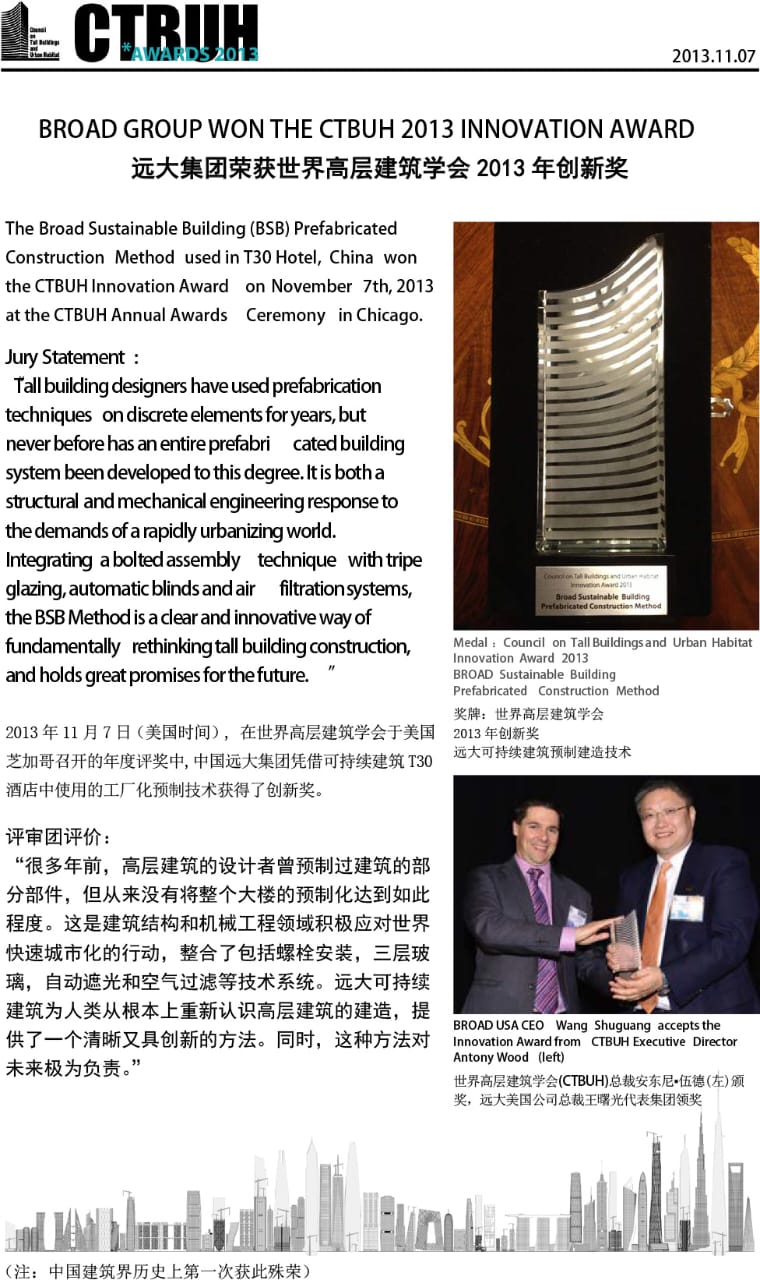 Council
on
Tall Buildings
and
Urban Habitat
CTBUH
*AWARDS 2013
2013.11.07
BROAD GROUP WON THE CTBUH 2013 INNOVATION AWARD
远大集团荣获世界高层建筑学会 2013 年创新奖
The Broad Sustainable Building (BSB) Prefabricated
Construction Method used in T30 Hotel, China won
the CTBUH Innovation Award on November 7th, 2013
at the CTBUH Annual Awards Ceremony in Chicago.
Jury Statement :
“Tall building designers have used prefabrication
techniques on discrete elements for years, but
never before has an entire prefabri cated building
system been developed to this degree. It is both a
structural and mechanical engineering response to
the demands of a rapidly urbanizing world.
Integrating a bolted assembly technique with tripe
glazing, automatic blinds and air filtration systems,
the BSB Method is a clear and innovative way of
fundamentally rethinking tall building construction,
and holds great promises for the future. ”
2013 年 11 月 7 日（美国时间），在世界高层建筑学会于美国
芝加哥召开的年度评奖中, 中国远大集团凭借可持续建筑 T30
酒店中使用的工厂化预制技术获得了创新奖。
评审团评价：
“很多年前，高层建筑的设计者曾预制过建筑的部
分部件，但从来没有将整个大楼的预制化达到如此
程度。这是建筑结构和机械工程领域积极应对世界
快速城市化的行动，整合了包括螺栓安装，三层玻
璃，自动遮光和空气过滤等技术系统。远大可持续
建筑为人类从根本上重新认识高层建筑的建造，提
供了一个清晰又具创新的方法。同时，这种方法对
未来极为负责。”
Council on Tall Buildings and Urban Habitat
Innovation Award 2013
Broad Sustainable Building
Prefabricated Construction Method
Medal : Council on Tall Buildings and Urban Habitat
Innovation Award 2013
BROAD Sustainable Building
Prefabricated Construction Method
奖牌：世界高层建筑学会
2013 年创新奖
远大可持续建筑预制建造技术
BROAD USA CEO Wang Shuguang accepts the
Innovation Award from CTBUH Executive Director
Antony Wood (left)
世界高层建筑学会(CTBUH)总裁安东尼•伍德(左)颁
奖，远大美国公司总裁王曙光代表集团领奖
（注：中国建筑界历史上第一次获此殊荣）